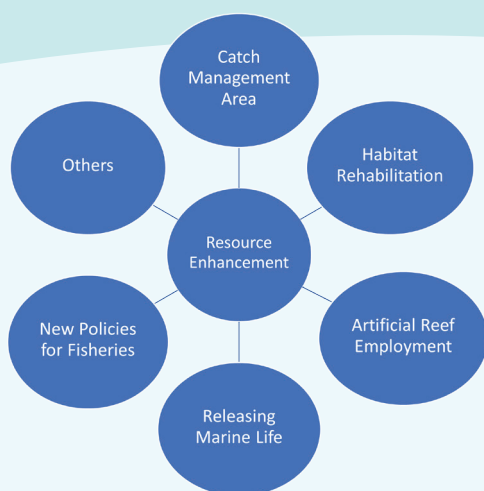 Catch
Management
Area
Others
Habitat
Rehabilitation
Resource
Enhancement
New Policies
for Fisheries
Artificial Reef
Employment
Releasing
Marine Life